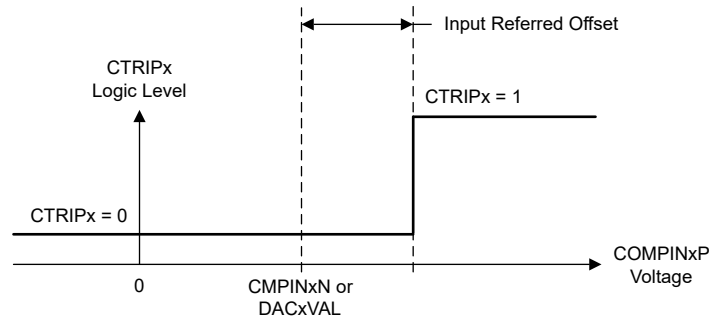 Input Referred Offset
CTRIPx
Logic Level
CTRIPx = 1
CTRIPx = 0
COMPINxP
Voltage
0
CMPINxN or
DACxVAL